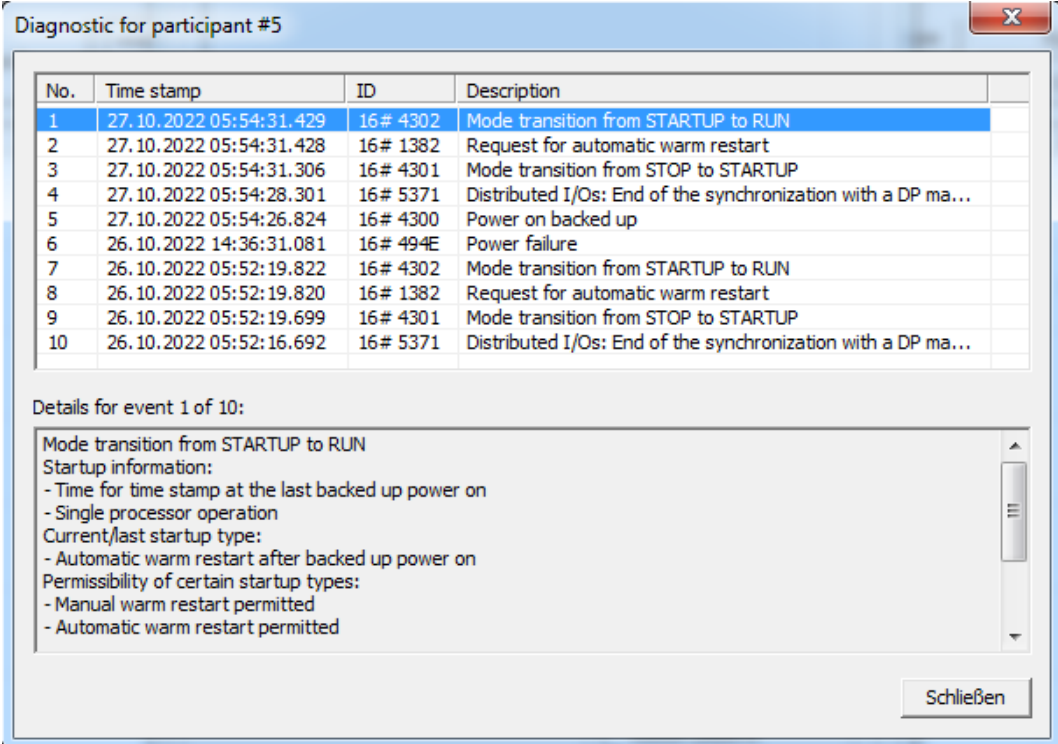 Diagnostic for participant #5
No. Time stamp ID Description
1 27.10.2022 05:54:31.429 16# 4302 Mode transition from STARTUP to RUN
2 27.10.2022 05:54:31.428 16# 1382 Request for automatic warm restart
3 27.10.2022 05:54:31.306 16# 4301 Mode transition from STOP to STARTUP
4 27.10.2022 05:54:28.301 16# 5371 Distributed I/Os: End of the synchronization with a DP ma...
5 27.10.2022 05:54:26.824 16# 4300 Power on backed up
6 26.10.2022 14:36:31.081 16# 494E Power failure
7 26.10.2022 05:52:19.822 16# 4302 Mode transition from STARTUP to RUN
8 26.10.2022 05:52:19.820 16# 1382 Request for automatic warm restart
9 26.10.2022 05:52:19.699 16# 4301 Mode transition from STOP to STARTUP
10 26.10.2022 05:52:16.692 16# 5371 Distributed I/Os: End of the synchronization with a DP ma...
Details for event 1 of 10:
Mode transition from STARTUP to RUN
Startup information:
- Time for time stamp at the last backed up power on
- Single processor operation
Current/last startup type:
- Automatic warm restart after backed up power on
Permissibility of certain startup types:
- Manual warm restart permitted
- Automatic warm restart permitted
Schließen